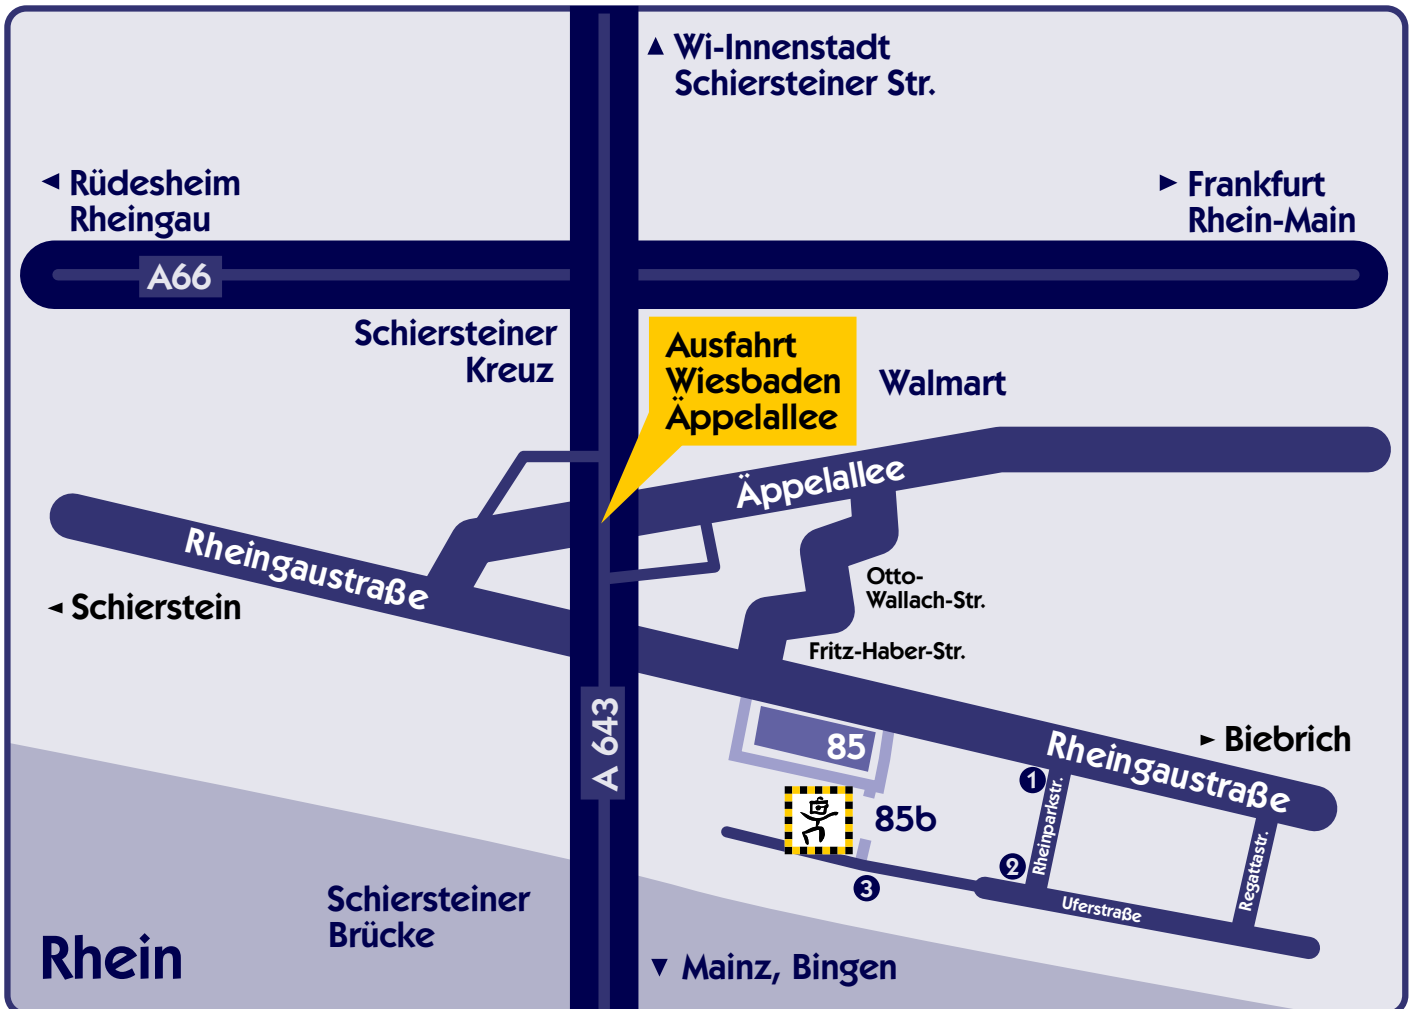 Wi-Innenstadt
Schiersteiner Str.
Rüdesheim
Rheingau
Frankfurt
Rhein-Main
A66
Schiersteiner
Kreuz
Ausfahrt
Wiesbaden
Äppelallee
Walmart
Äppelallee
Rheingaustraße
Schierstein
Otto-
Wallach-Str.
Fritz-Haber-Str.
A 643
85
Biebrich
Rheingaustraße
1
Rheinparkstr.
85b
2
3
Regattastr.
Uferstraße
Schiersteiner
Brücke
Rhein
Mainz, Bingen